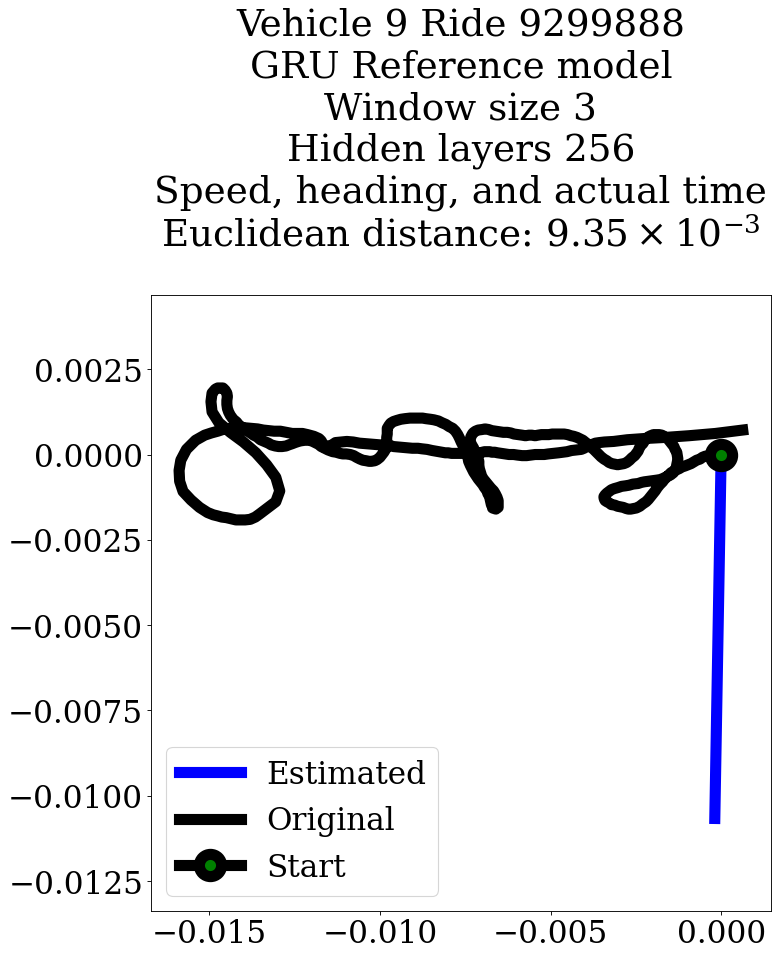 Vehicle 9 Ride 9299888
GRU Reference model
Window size 3
Hidden layers 256
Speed, heading, and actual time
Euclidean distance: 9.35 × 10⁻³
0.0025
0.0000
−0.0025
−0.0050
−0.0075
−0.0100
−0.0125
Estimated
Original
Start
−0.015 −0.010 −0.005 0.000